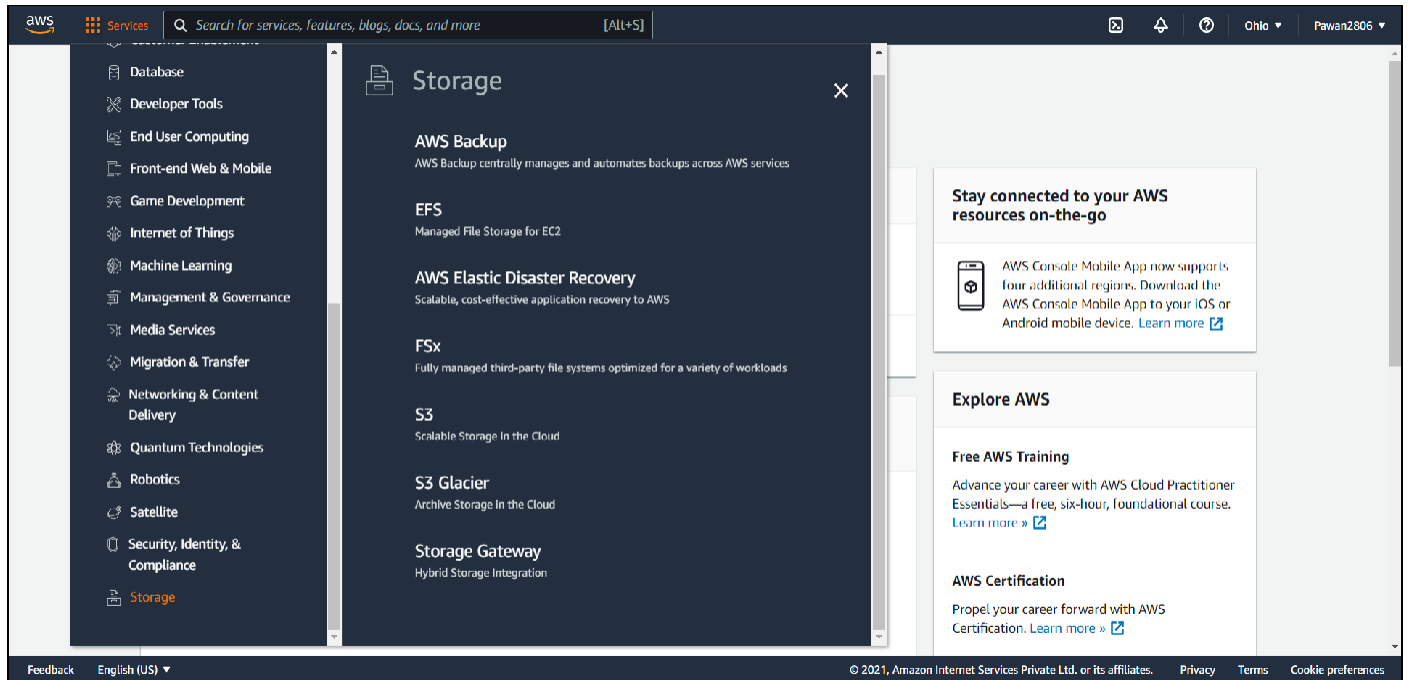 aws
Services
Search for services, features, blogs, docs, and more
[Alt+S]
Ohio ▼
Pawan2806 ▼
Customer Enablement
Database
Developer Tools
End User Computing
Front-end Web & Mobile
Game Development
Internet of Things
Machine Learning
Management & Governance
Media Services
Migration & Transfer
Networking & Content
Delivery
Quantum Technologies
Robotics
Satellite
Security, Identity, &
Compliance
Storage
Storage
AWS Backup
AWS Backup centrally manages and automates backups across AWS services
EFS
Managed File Storage for EC2
AWS Elastic Disaster Recovery
Scalable, cost-effective application recovery to AWS
FSx
Fully managed third-party file systems optimized for a variety of workloads
S3
Scalable Storage in the Cloud
S3 Glacier
Archive Storage in the Cloud
Storage Gateway
Hybrid Storage Integration
Stay connected to your AWS
resources on-the-go
AWS Console Mobile App now supports
four additional regions. Download the
AWS Console Mobile App to your iOS or
Android mobile device. Learn more
Explore AWS
Free AWS Training
Advance your career with AWS Cloud Practitioner
Essentials—a free, six-hour, foundational course.
Learn more »
AWS Certification
Propel your career forward with AWS
Certification. Learn more »
Feedback
English (US) ▼
© 2021, Amazon Internet Services Private Ltd. or its affiliates.
Privacy
Terms
Cookie preferences